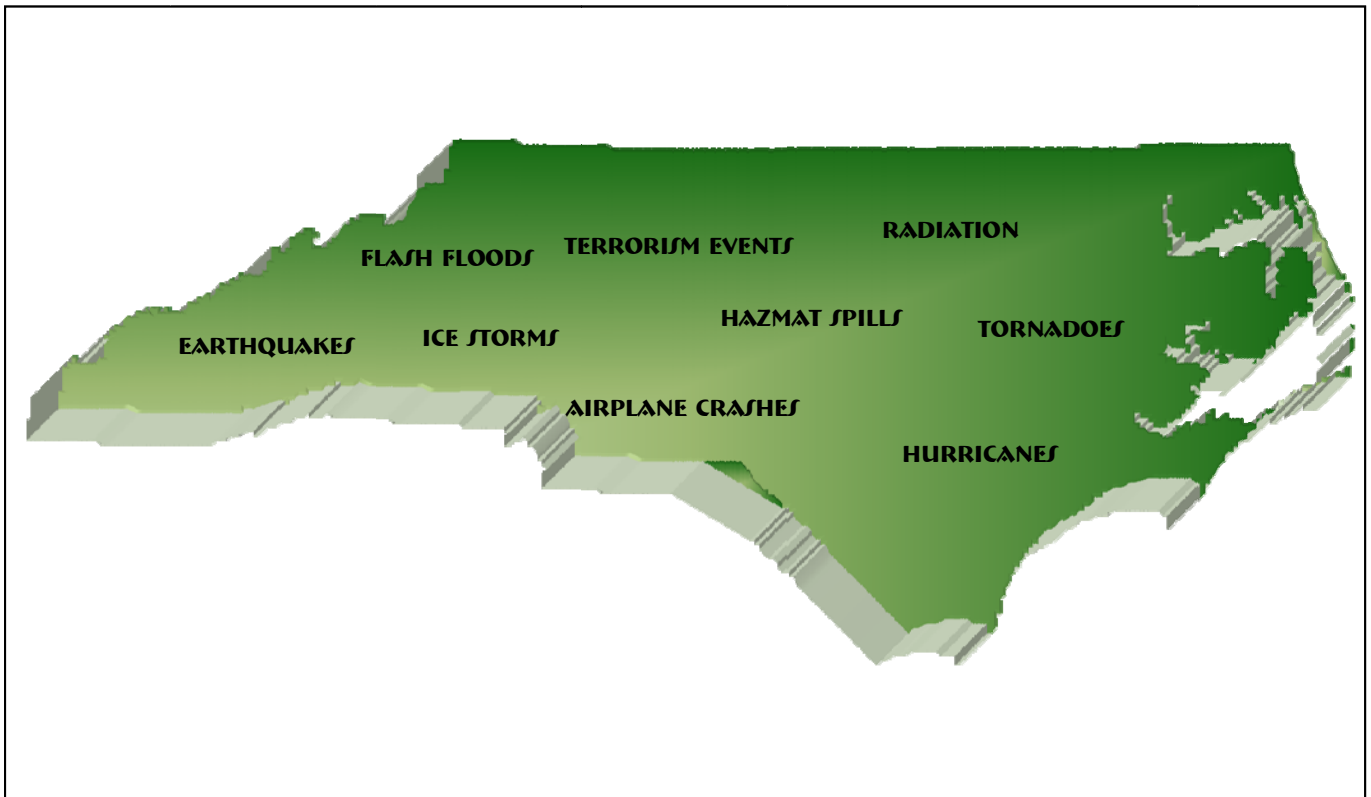 RADIATION
TERRORISM EVENTS
FLASH FLOODS
HAZMAT SPILLS
TORNADOES
ICE STORMS
EARTHQUAKES
AIRPLANE CRASHES
HURRICANES